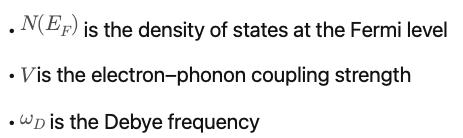 • N(E_F) is the density of states at the Fermi level
• V is the electron–phonon coupling strength
• ω_D is the Debye frequency